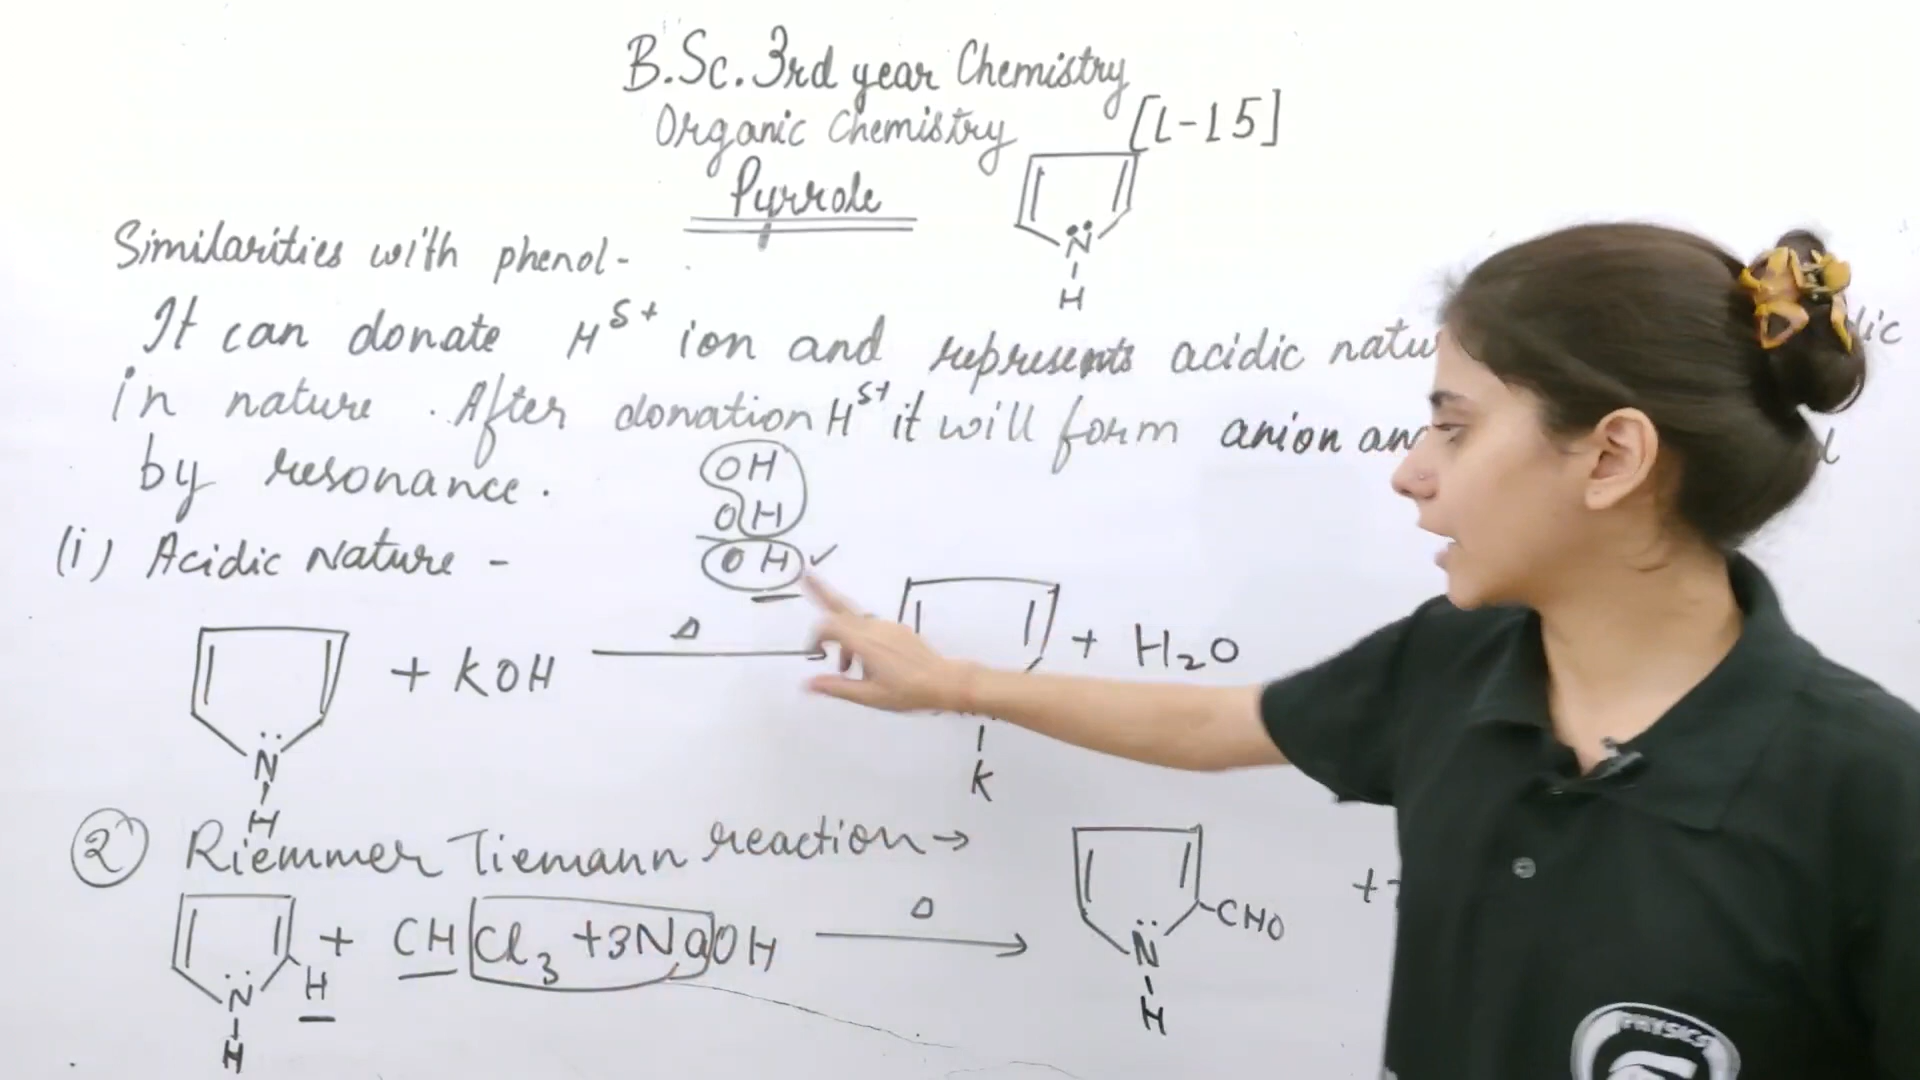 B.Sc. 3rd year Chemistry
Organic Chemistry [L-15]
Pyrrole
N
H
Similarities with phenol-
It can donate H^δ+ ion and represents acidic
in nature. After donation H^δ+ it will form anion
by resonance.
OH
OH
OH ✓
(i) Acidic Nature -
+ KOH
Δ
+ H₂O
N
H
K
② Riemmer Tiemann reaction →
+ CHCl₃ + 3NaOH
Δ
CHO
N
H
H
N
H
PHYSICS